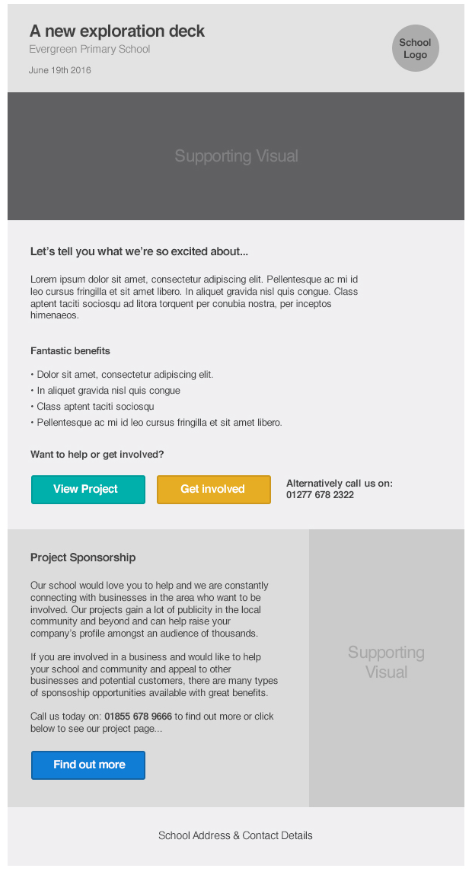 A new exploration deck
Evergreen Primary School
June 19th 2016
School
Logo
Supporting Visual
Let's tell you what we're so excited about...
Lorem ipsum dolor sit amet, consectetur adipiscing elit. Pellentesque ac mi id
leo cursus fringilla et sit amet libero. In aliquet gravida nisl quis congue. Class
aptent taciti sociosqu ad litora torquent per conubia nostra, per inceptos
himenaeos.
Fantastic benefits
• Dolor sit amet, consectetur adipiscing elit.
• In aliquet gravida nisl quis congue
• Class aptent taciti sociosqu
• Pellentesque ac mi id leo cursus fringilla et sit amet libero.
Want to help or get involved?
View Project
Get involved
Alternatively call us on:
01277 678 2322
Project Sponsorship
Our school would love you to help and we are constantly
connecting with businesses in the area who want to be
involved. Our projects gain a lot of publicity in the local
community and beyond and can help raise your
company's profile amongst an audience of thousands.
If you are involved in a business and would like to help
your school and community and appeal to other
businesses and potential customers, there are many types
of sponsoship opportunities available with great benefits.
Call us today on: 01855 678 9666 to find out more or click
below to see our project page...
Find out more
Supporting
Visual
School Address & Contact Details